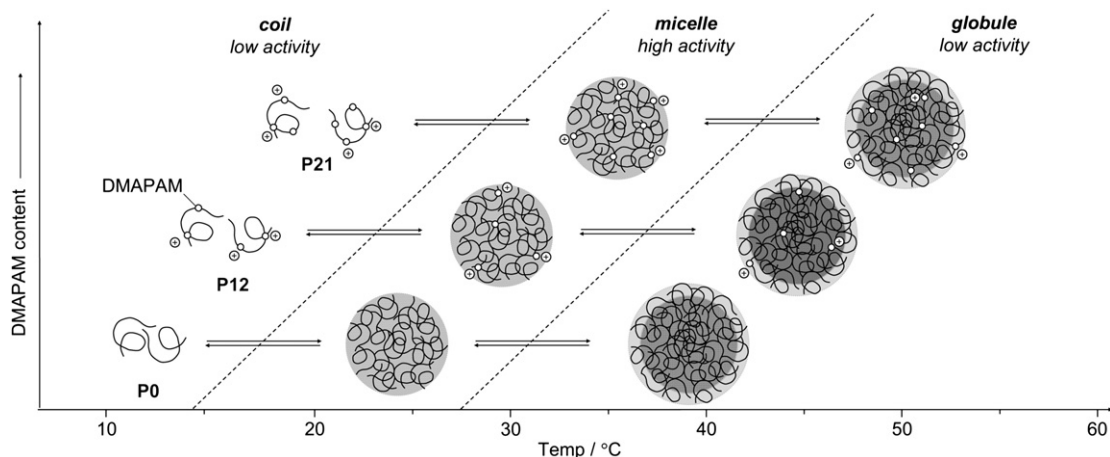 coil
low activity
micelle
high activity
globule
low activity
⊕
⊕
⊕
⊕
P21
⊕
⊕
⊕
⊕
⊕
⊕
⊕
DMAPAM
⊕
⊕
⊕
P12
⊕
⊕
⊕
⊕
⊕
P0
DMAPAM content
10 20 30 40 50 60
Temp / °C